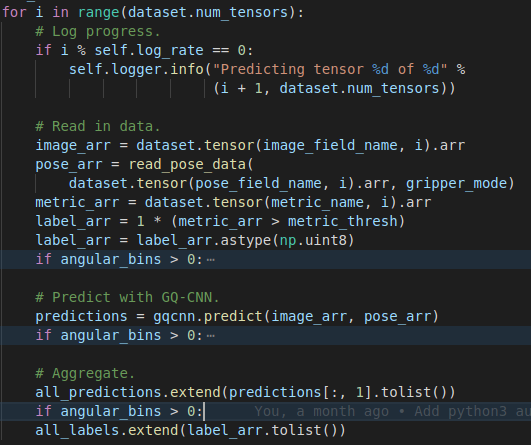 for i in range(dataset.num_tensors):
    # Log progress.
    if i % self.log_rate == 0:
        self.logger.info("Predicting tensor %d of %d" %
                         (i + 1, dataset.num_tensors))

    # Read in data.
    image_arr = dataset.tensor(image_field_name, i).arr
    pose_arr = read_pose_data(
        dataset.tensor(pose_field_name, i).arr, gripper_mode)
    metric_arr = dataset.tensor(metric_name, i).arr
    label_arr = 1 * (metric_arr > metric_thresh)
    label_arr = label_arr.astype(np.uint8)
    if angular_bins > 0:⋯

    # Predict with GQ-CNN.
    predictions = gqcnn.predict(image_arr, pose_arr)
    if angular_bins > 0:⋯

    # Aggregate.
    all_predictions.extend(predictions[:, 1].tolist())
    if angular_bins > 0:      You, a month ago • Add python3 au
    all_labels.extend(label_arr.tolist())